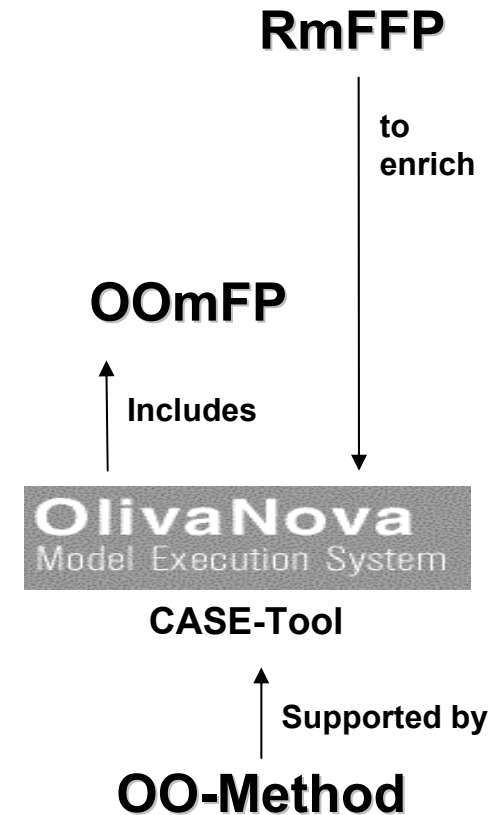 RmFFP
to
enrich
OOmFP
Includes
OlivaNova
Model Execution System
CASE-Tool
Supported by
OO-Method